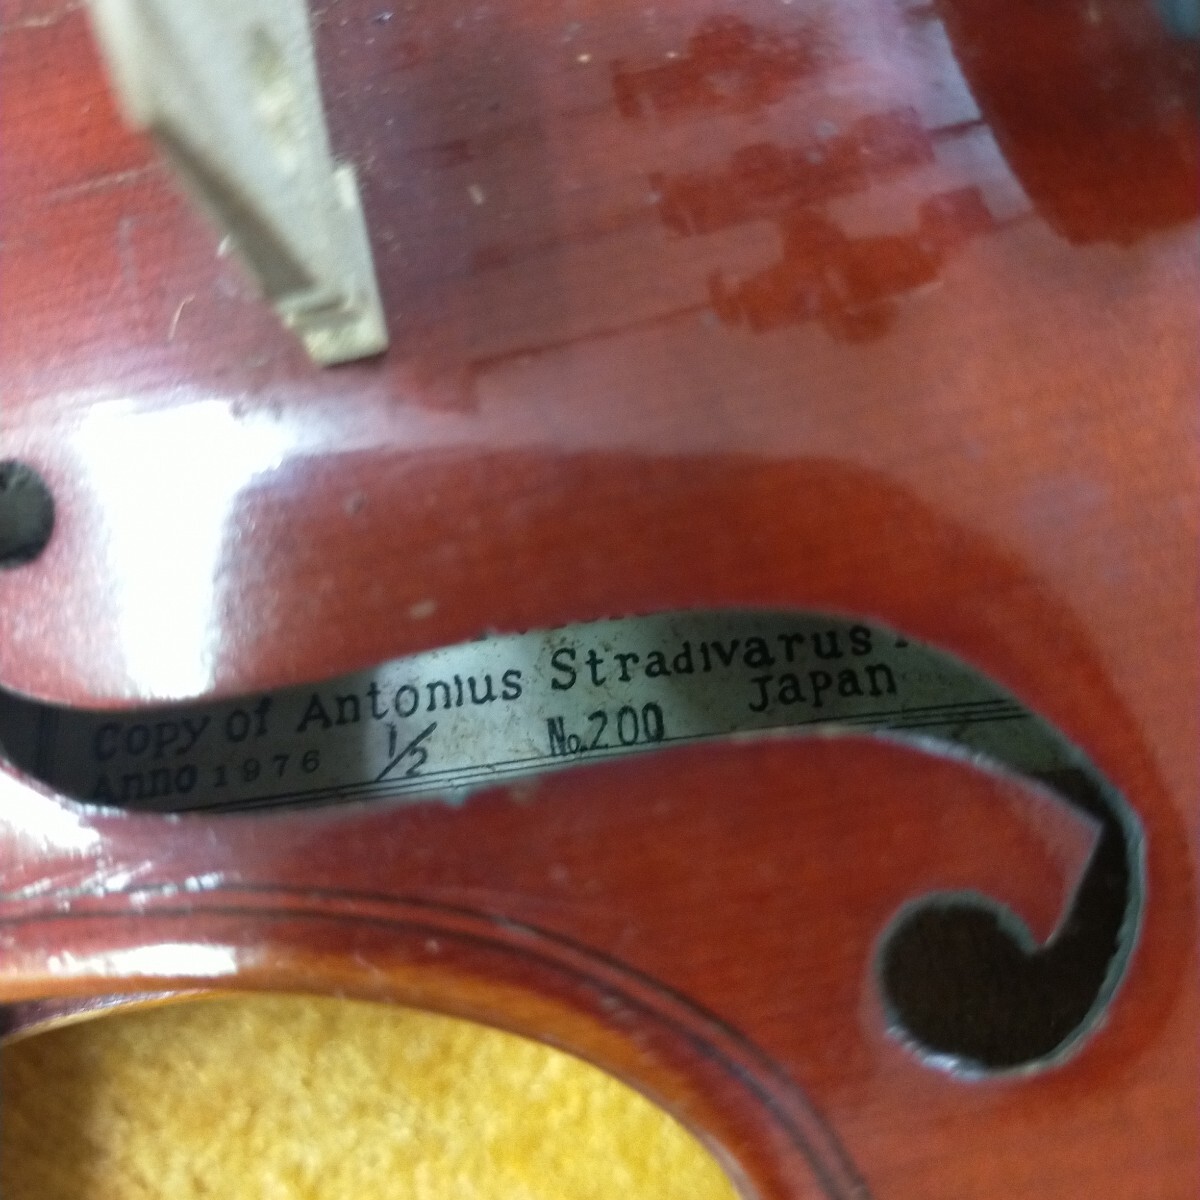 Copy of Antonius Stradivarus
Japan
Anno 1976 1/2 No.200